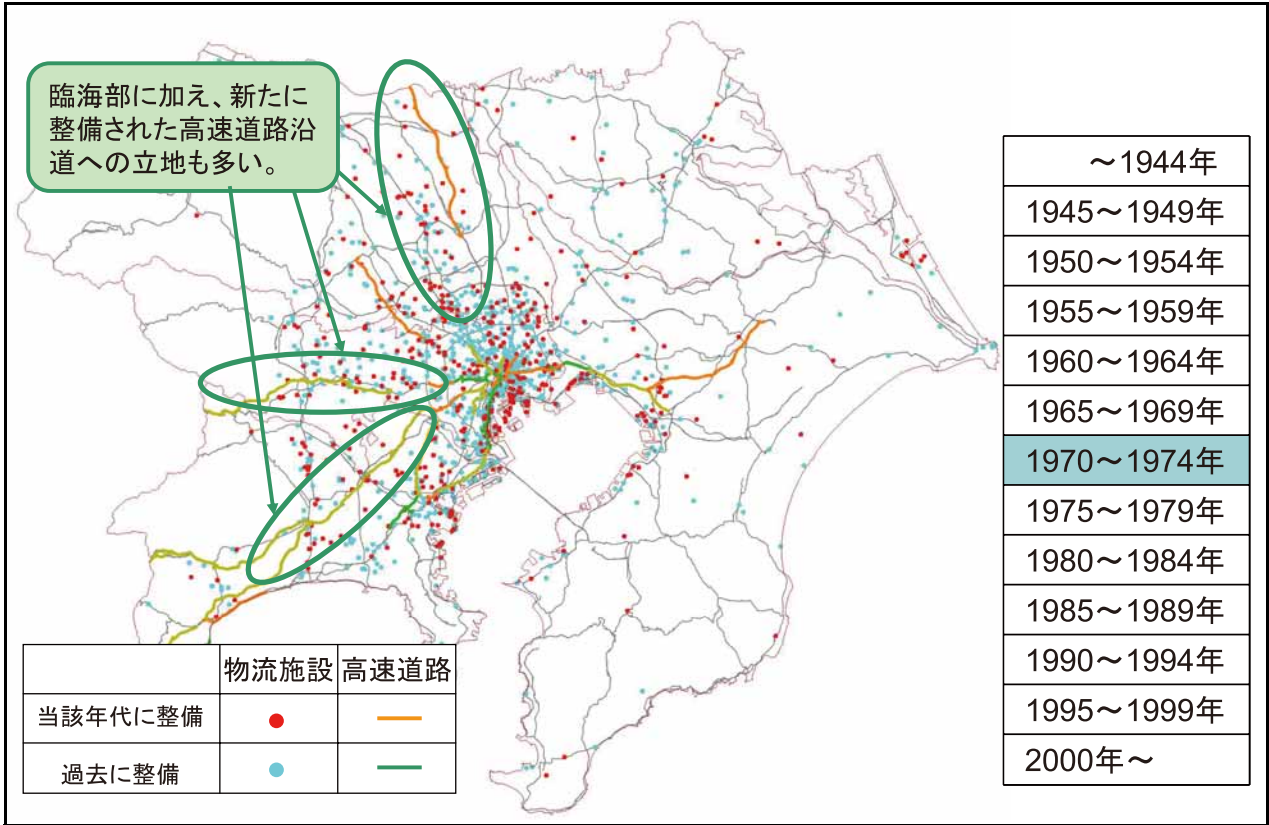 臨海部に加え、新たに
整備された高速道路沿
道への立地も多い。
～1944年
1945～1949年
1950～1954年
1955～1959年
1960～1964年
1965～1969年
1970～1974年
1975～1979年
1980～1984年
1985～1989年
1990～1994年
1995～1999年
2000年～
物流施設 高速道路
当該年代に整備
過去に整備